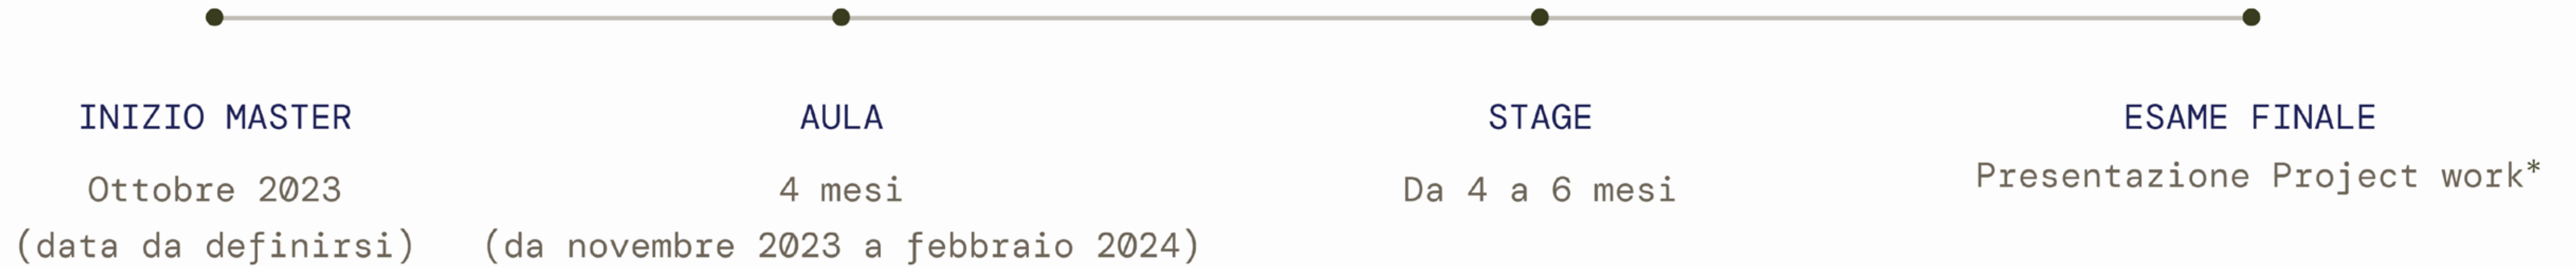 INIZIO MASTER
Ottobre 2023
(data da definirsi)
AULA
4 mesi
(da novembre 2023 a febbraio 2024)
STAGE
Da 4 a 6 mesi
ESAME FINALE
Presentazione Project work*